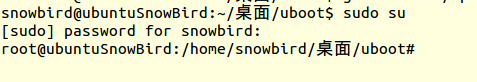 snowbird@ubuntuSnowBird:~/桌面/uboot$ sudo su
[sudo] password for snowbird:
root@ubuntuSnowBird:/home/snowbird/桌面/uboot#